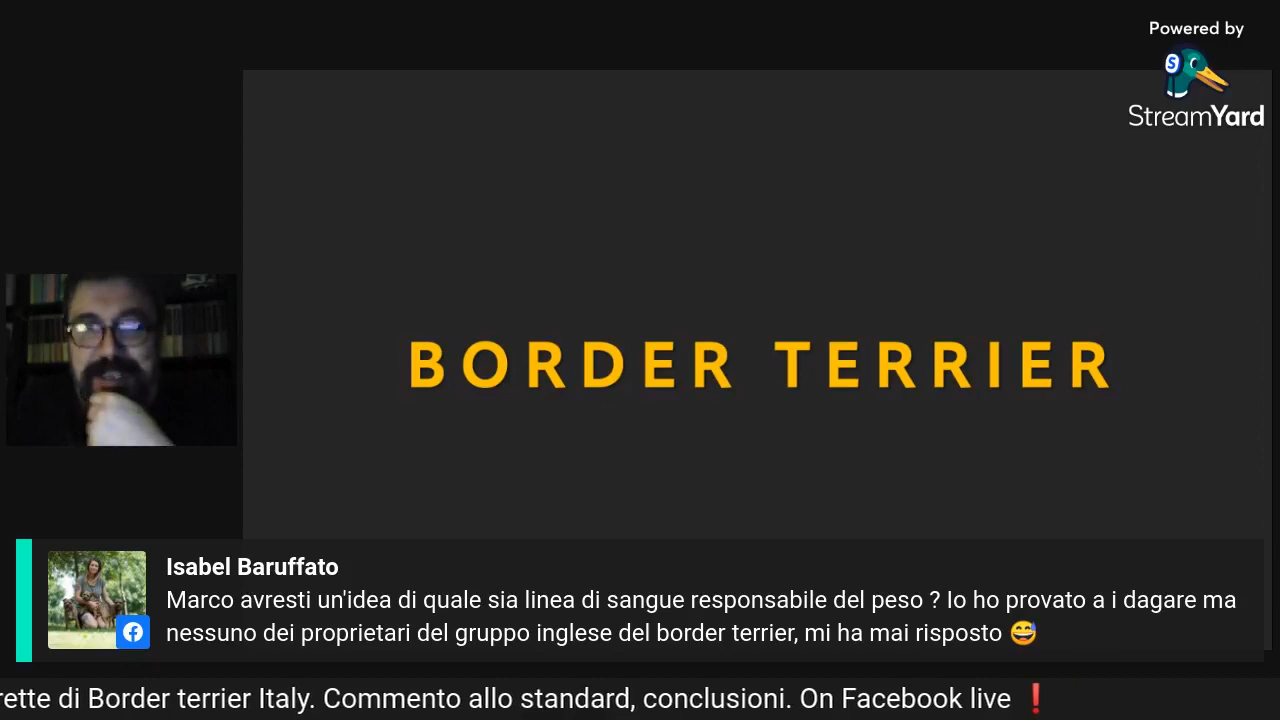 Powered by
S
StreamYard
BORDER TERRIER
Isabel Baruffato
Marco avresti un'idea di quale sia linea di sangue responsabile del peso ? Io ho provato a i dagare ma
nessuno dei proprietari del gruppo inglese del border terrier, mi ha mai risposto 😅
rette di Border terrier Italy. Commento allo standard, conclusioni. On Facebook live ❗